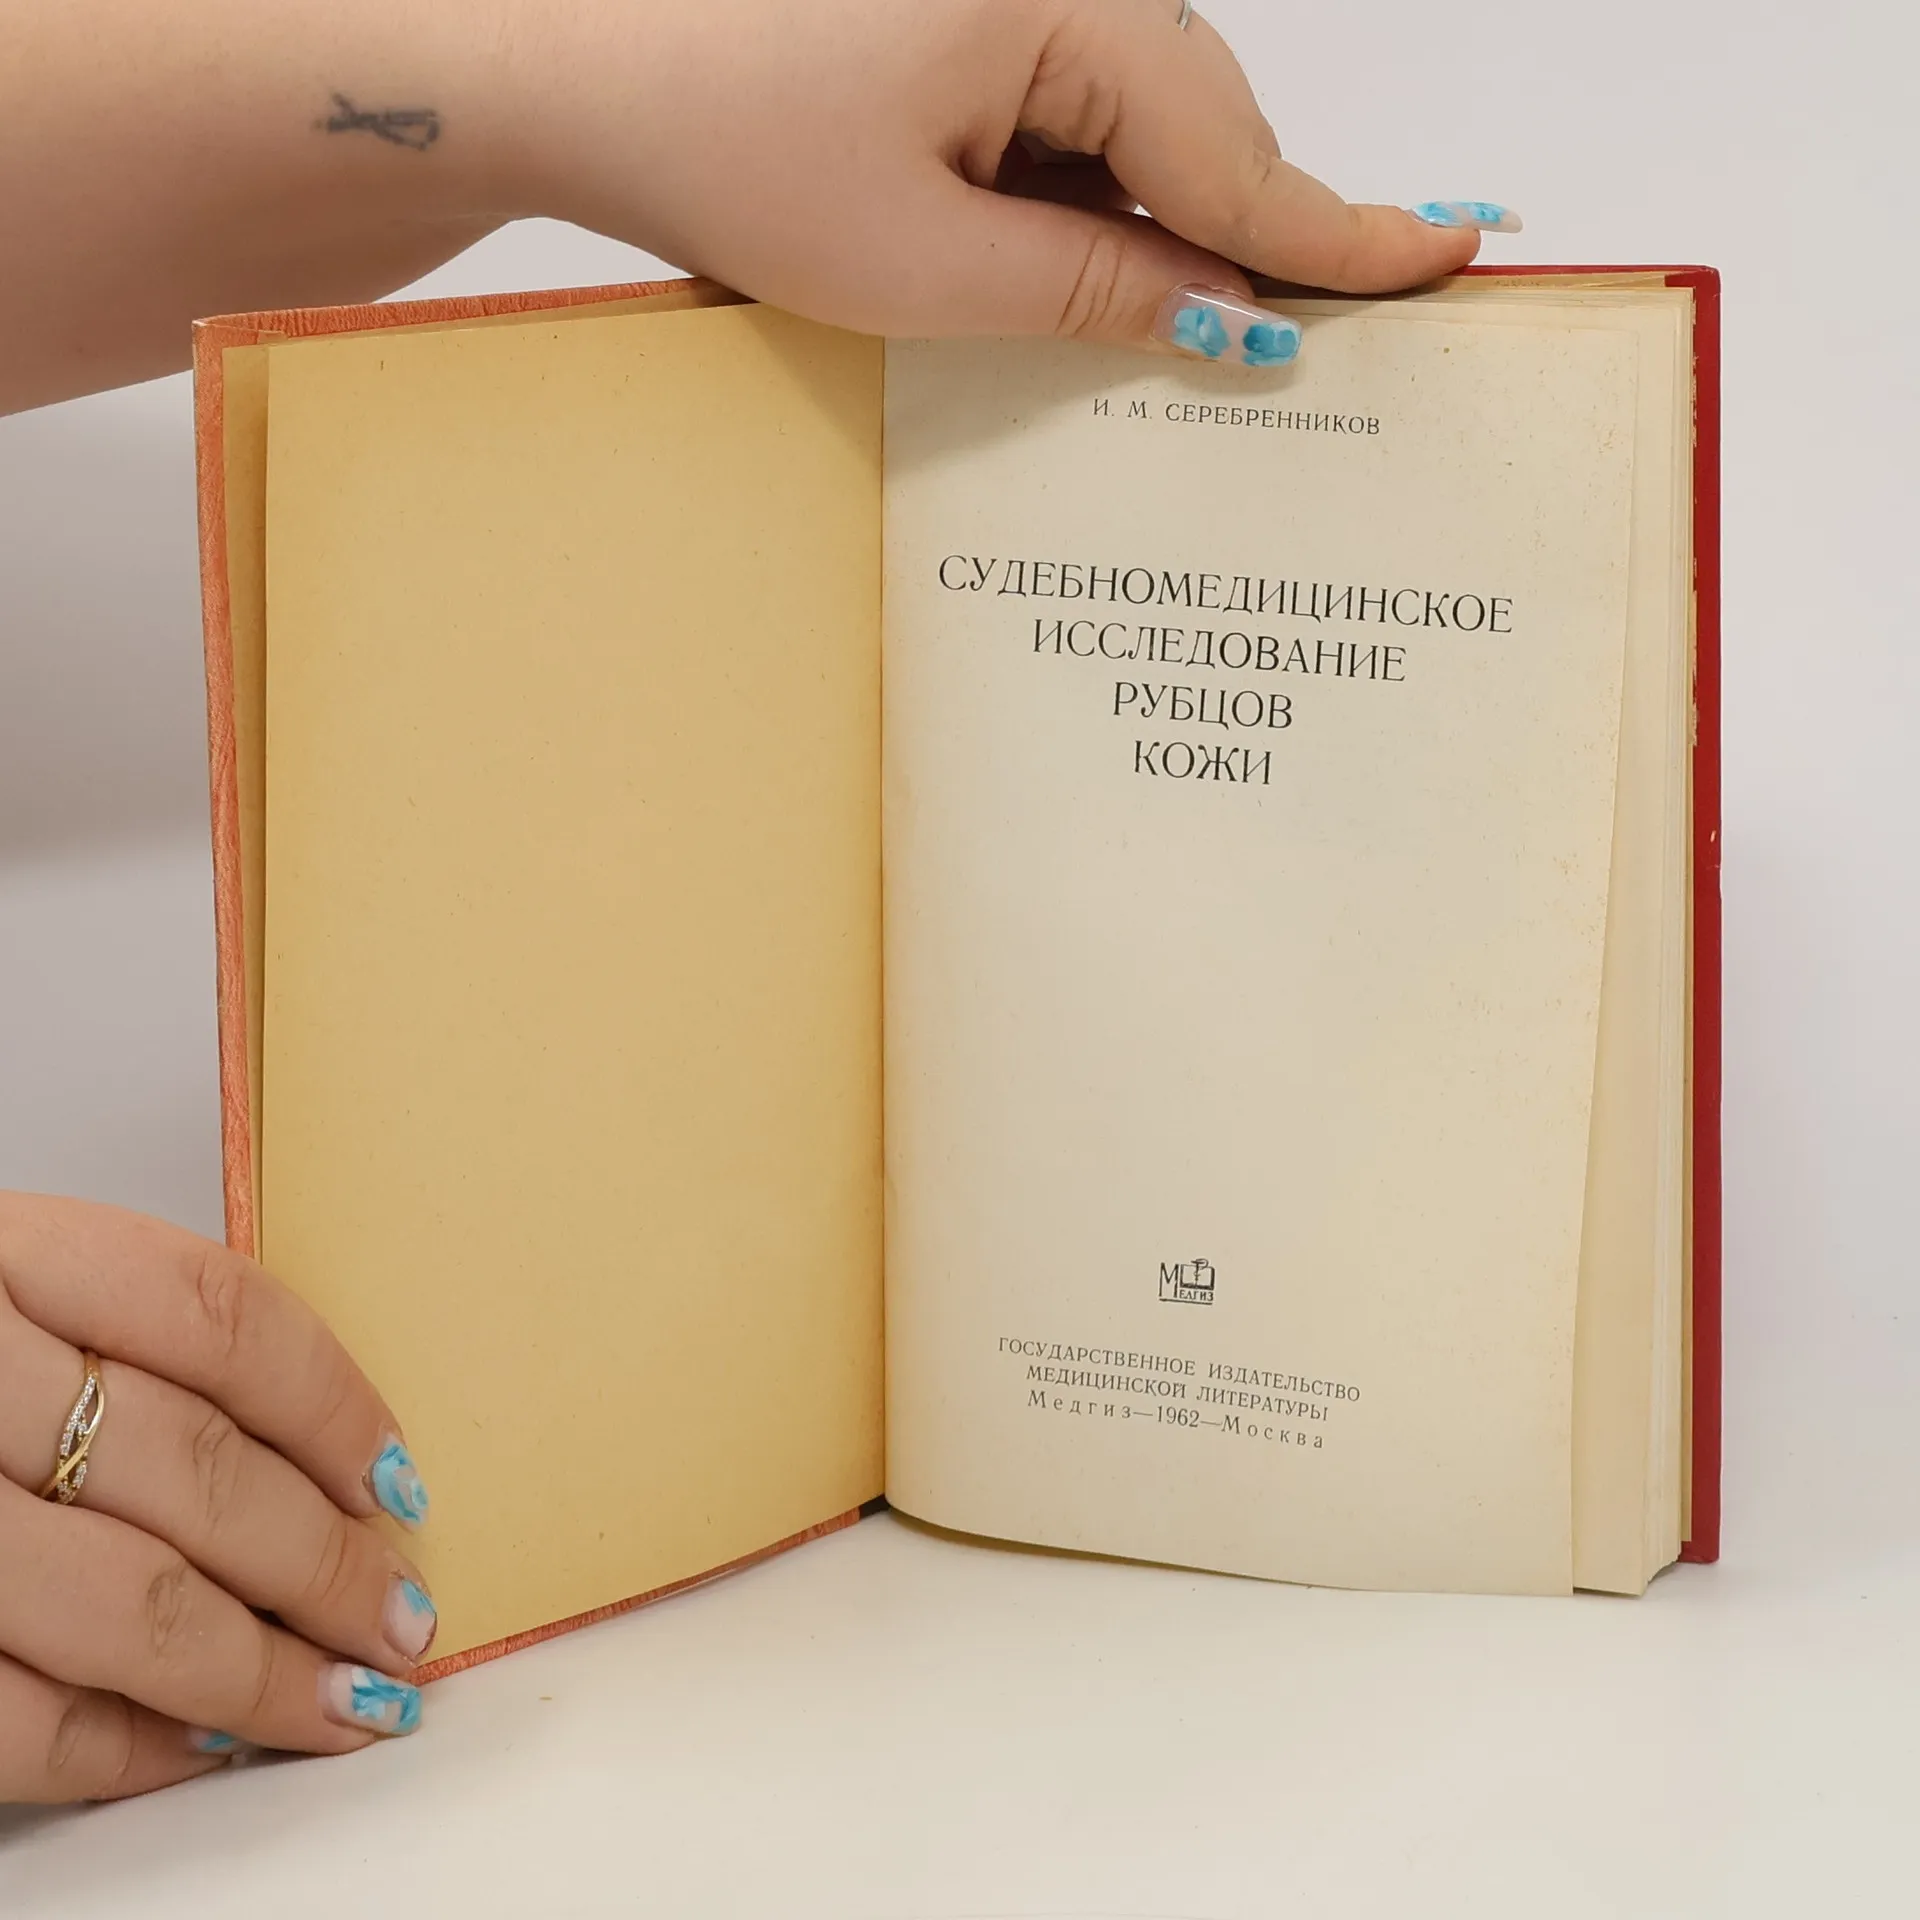 И. М. СЕРЕБРЕННИКОВ
СУДЕБНОМЕДИЦИНСКОЕ
ИССЛЕДОВАНИЕ
РУБЦОВ
КОЖИ
МЕДГИЗ
ГОСУДАРСТВЕННОЕ ИЗДАТЕЛЬСТВО
МЕДИЦИНСКОЙ ЛИТЕРАТУРЫ
Медгиз—1962—Москва